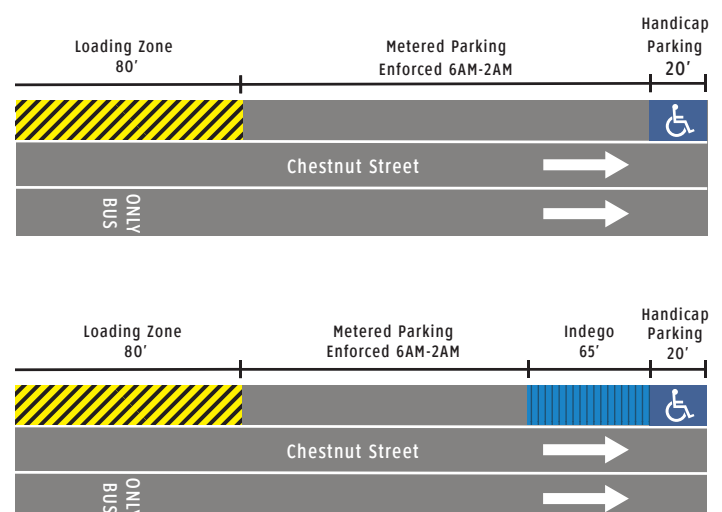 Loading Zone
80′
Metered Parking
Enforced 6AM-2AM
Handicap
Parking
20′
Chestnut Street
ONLY
BUS
Loading Zone
80′
Metered Parking
Enforced 6AM-2AM
Indego
65′
Handicap
Parking
20′
Chestnut Street
ONLY
BUS